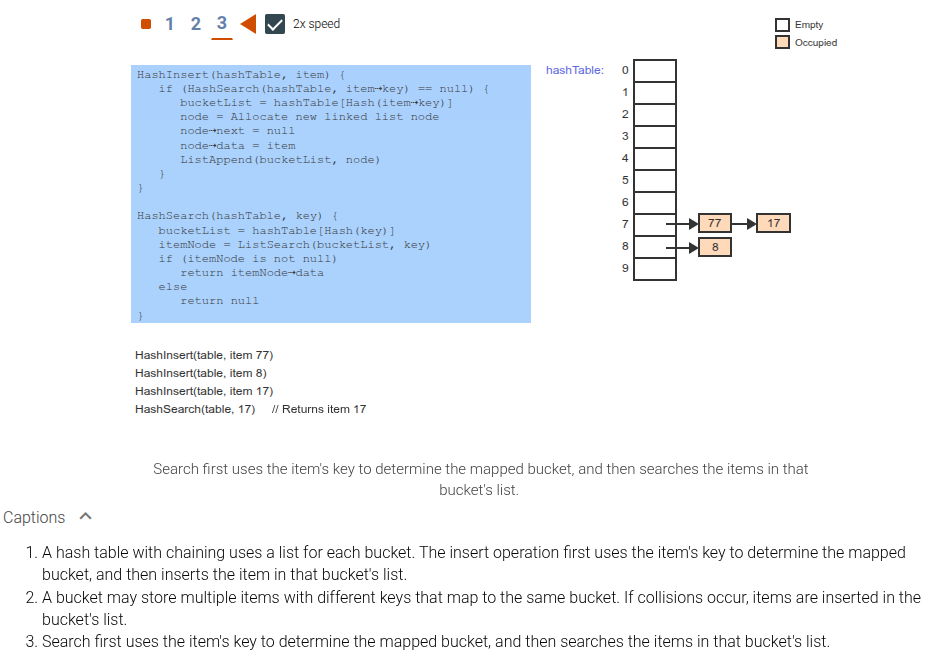 1 2 3 2x speed
Empty
Occupied
HashInsert(hashTable, item) {
if (HashSearch(hashTable, item→key) == null) {
bucketList = hashTable[Hash(item→key)]
node = Allocate new linked list node
node→next = null
node→data = item
ListAppend(bucketList, node)
}
}
HashSearch(hashTable, key) {
bucketList = hashTable[Hash(key)]
itemNode = ListSearch(bucketList, key)
if (itemNode is not null)
return itemNode→data
else
return null
}
hashTable: 0
1
2
3
4
5
6
7 77 17
8 8
9
HashInsert(table, item 77)
HashInsert(table, item 8)
HashInsert(table, item 17)
HashSearch(table, 17) // Returns item 17
Search first uses the item's key to determine the mapped bucket, and then searches the items in that
bucket's list.
Captions
1. A hash table with chaining uses a list for each bucket. The insert operation first uses the item's key to determine the mapped
bucket, and then inserts the item in that bucket's list.
2. A bucket may store multiple items with different keys that map to the same bucket. If collisions occur, items are inserted in the
bucket's list.
3. Search first uses the item's key to determine the mapped bucket, and then searches the items in that bucket's list.